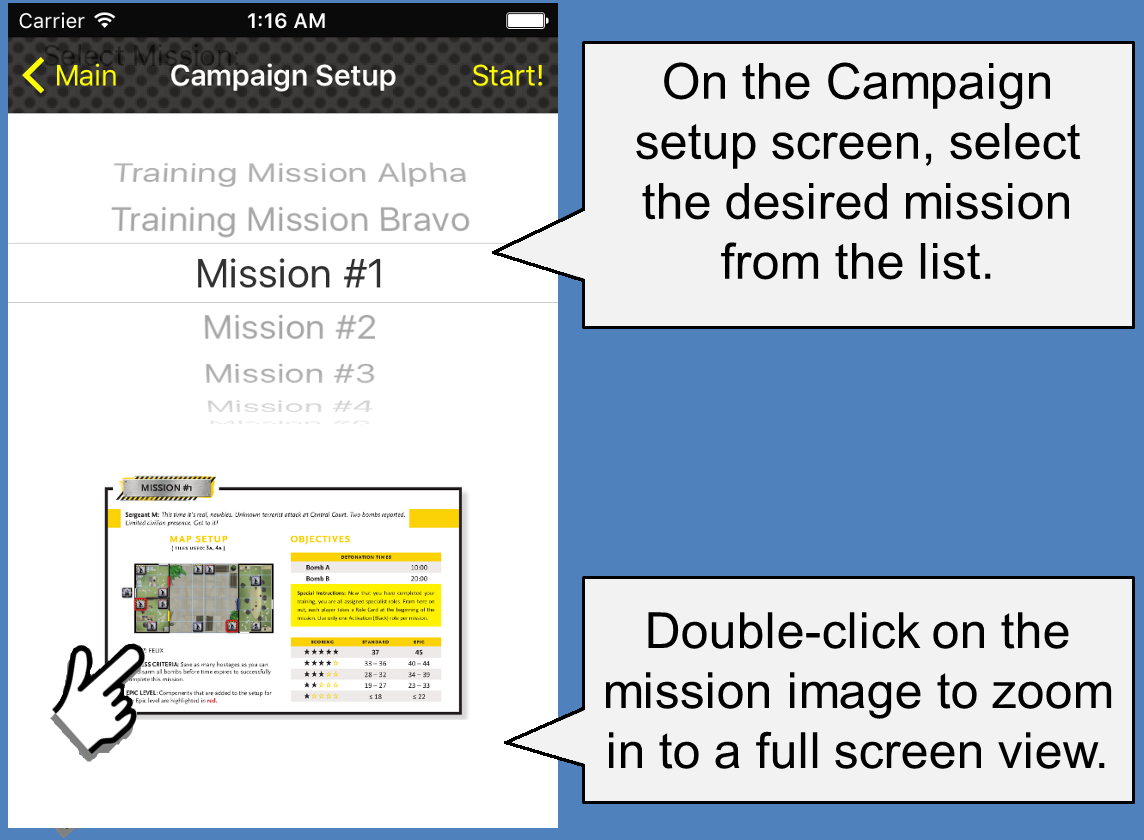 Carrier 1:16 AM
Select Mission:
Main Campaign Setup Start!
Training Mission Alpha
Training Mission Bravo
Mission #1
Mission #2
Mission #3
Mission #4
On the Campaign
setup screen, select
the desired mission
from the list.
MISSION #1
Sergeant M: This time it's real, newbies. Unknown terrorist attack at Central Court. Two bombs reported.
Limited civilian presence. Get to it!
MAP SETUP
[TILES USED: 3A, 4A]
OBJECTIVES
DETONATION TIMES
Bomb A 10:00
Bomb B 20:00
Special Instructions: Now that you have completed your
training, you are all assigned specialist roles. From here on
out, each player takes a Role Card at the beginning of the
mission. Use only one Activation (Black) role per mission.
SCORING STANDARD EPIC
★★★★★ 37 45
★★★★☆ 33 – 36 40 – 44
★★★☆☆ 28 – 32 34 – 39
★★☆☆☆ 19 – 27 23 – 33
★☆☆☆☆ ≤ 18 ≤ 22
FELIX
CRITERIA: Save as many hostages as you can
all bombs before time expires to successfully
this mission.
EPIC LEVEL: Components that are added to the setup for
Epic level are highlighted in red.
Double-click on the
mission image to zoom
in to a full screen view.